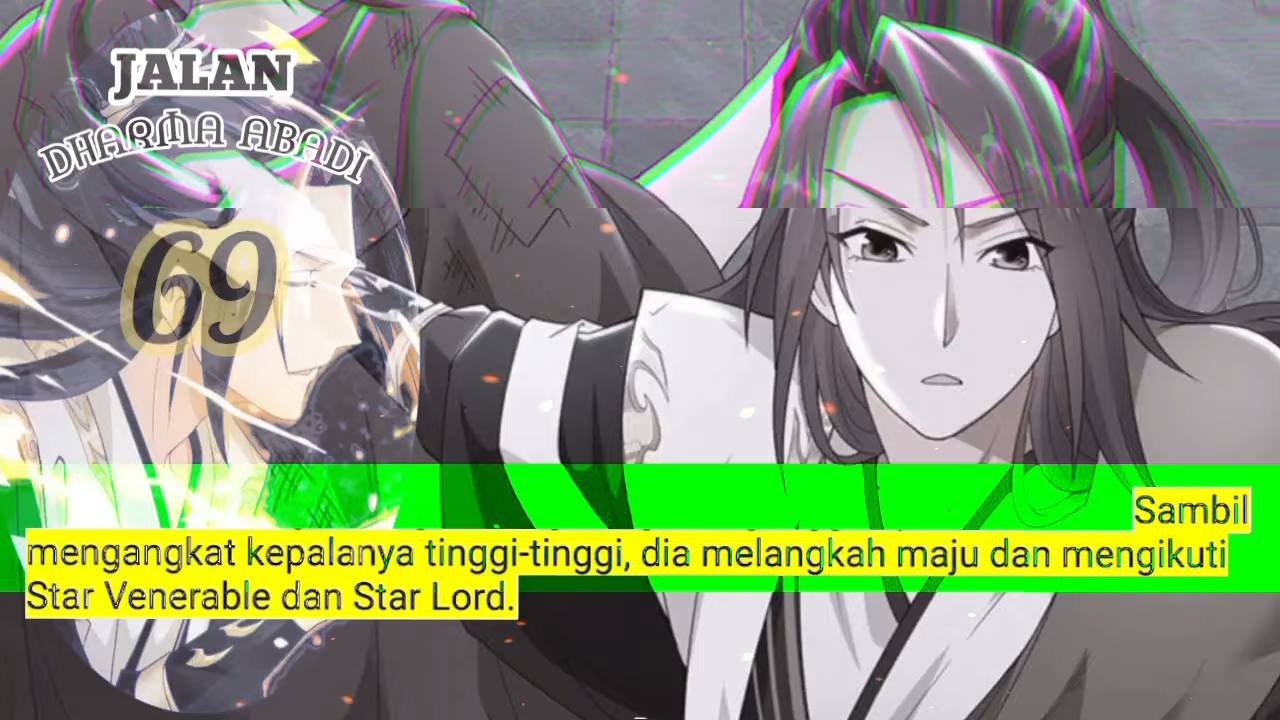 JALAN
DHARMA ABADI
69
Sambil
mengangkat kepalanya tinggi-tinggi, dia melangkah maju dan mengikuti
Star Venerable dan Star Lord.